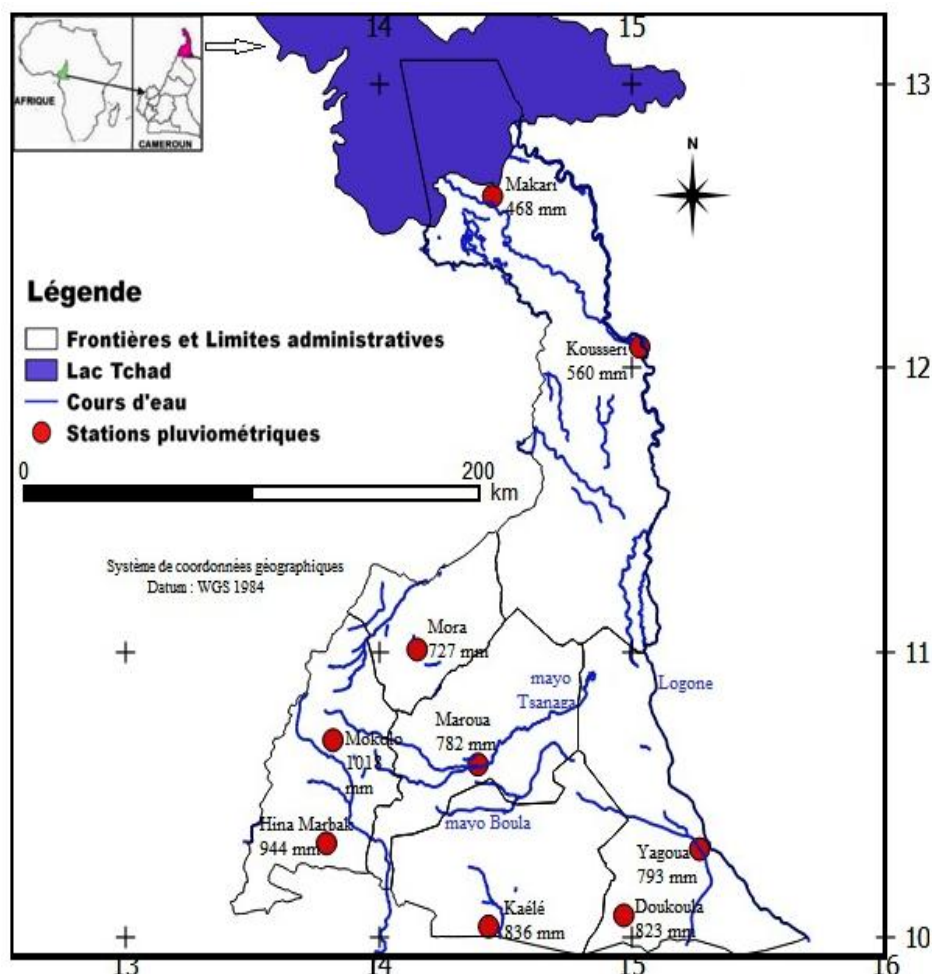 14
15
13
AFRIQUE
CAMEROUN
N
Makari
468 mm
Légende
Frontières et Limites administratives
Lac Tchad
Cours d'eau
Stations pluviométriques
Kousseri
560 mm
12
0
200
km
Système de coordonnées géographiques
Datum : WGS 1984
Mora
727 mm
11
mayo
Tsanaga
Logone
Maroua
782 mm
Mokolo
1018
mm
mayo Boula
Hina Marbak
944 mm
Yagoua
793 mm
Kaélé
836 mm
Doukoula
823 mm
10
13
14
15
16